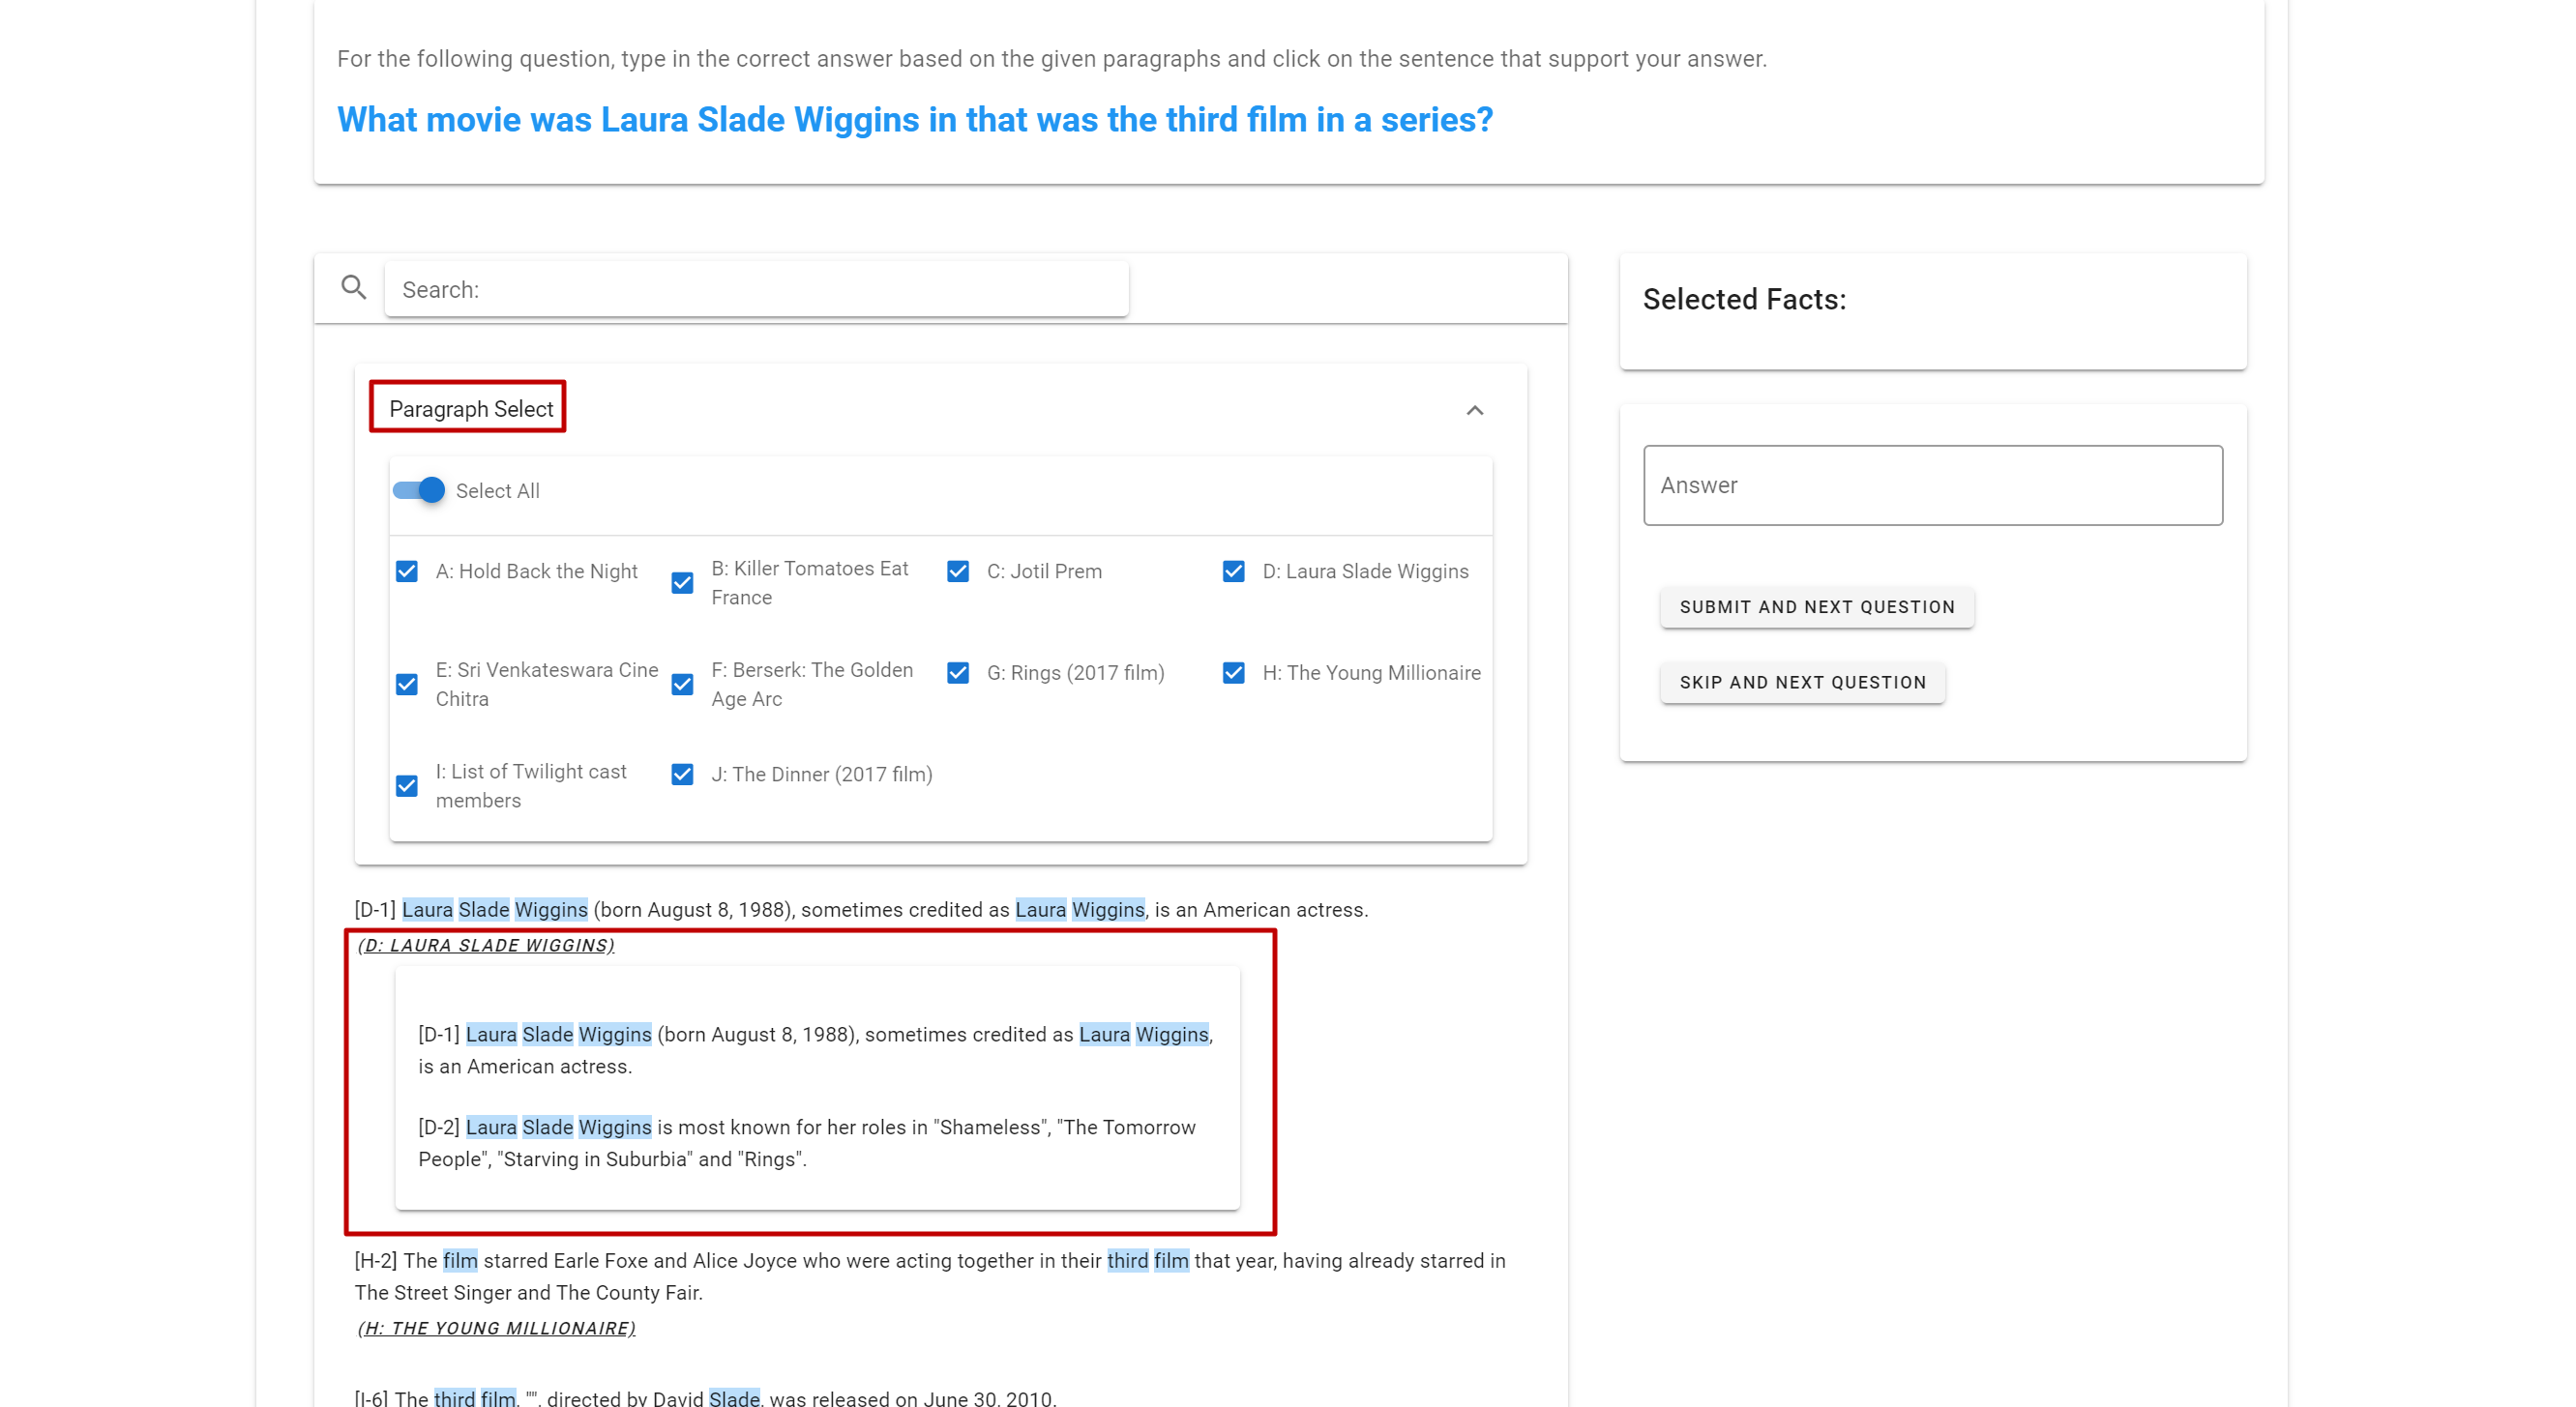 For the following question, type in the correct answer based on the given paragraphs and click on the sentence that support your answer.
What movie was Laura Slade Wiggins in that was the third film in a series?
Search:
Paragraph Select
Select All
A: Hold Back the Night
B: Killer Tomatoes Eat
France
C: Jotil Prem
D: Laura Slade Wiggins
E: Sri Venkateswara Cine
Chitra
F: Berserk: The Golden
Age Arc
G: Rings (2017 film)
H: The Young Millionaire
I: List of Twilight cast
members
J: The Dinner (2017 film)
[D-1] Laura Slade Wiggins (born August 8, 1988), sometimes credited as Laura Wiggins, is an American actress.
(D: LAURA SLADE WIGGINS)
[D-1] Laura Slade Wiggins (born August 8, 1988), sometimes credited as Laura Wiggins,
is an American actress.
[D-2] Laura Slade Wiggins is most known for her roles in "Shameless", "The Tomorrow
People", "Starving in Suburbia" and "Rings".
[H-2] The film starred Earle Foxe and Alice Joyce who were acting together in their third film that year, having already starred in
The Street Singer and The County Fair.
(H: THE YOUNG MILLIONAIRE)
[I-6] The third film, "", directed by David Slade, was released on June 30, 2010.
Selected Facts:
Answer
SUBMIT AND NEXT QUESTION
SKIP AND NEXT QUESTION